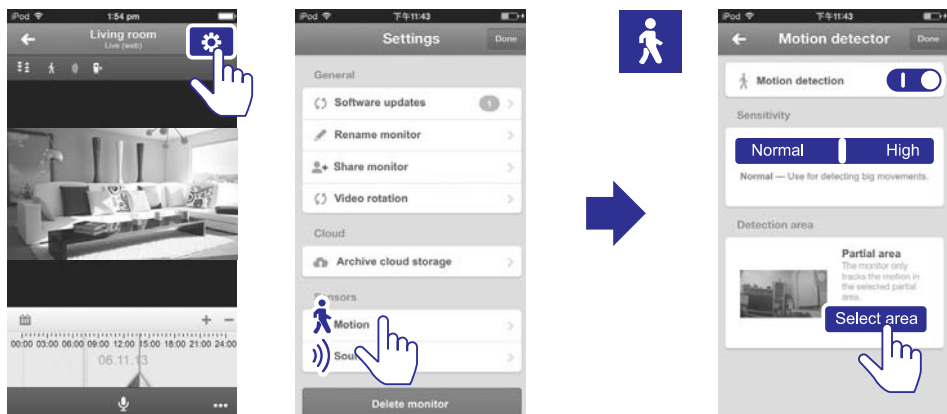 iPod
1:54 pm
Living room
Live (web)
00:00 03:00 06:00 09:00 12:00 15:00 18:00 21:00 24:00
06.11.13
iPod
下午11:43
Settings
Done
General
Software updates
1
Rename monitor
Share monitor
Video rotation
Cloud
Archive cloud storage
Sensors
Motion
Sou
Delete monitor
iPod
下午11:43
Motion detector
Done
Motion detection
Sensitivity
Normal High
Normal — Use for detecting big movements.
Detection area
Partial area
The monitor only
tracks the motion in
the selected partial
area.
Select area